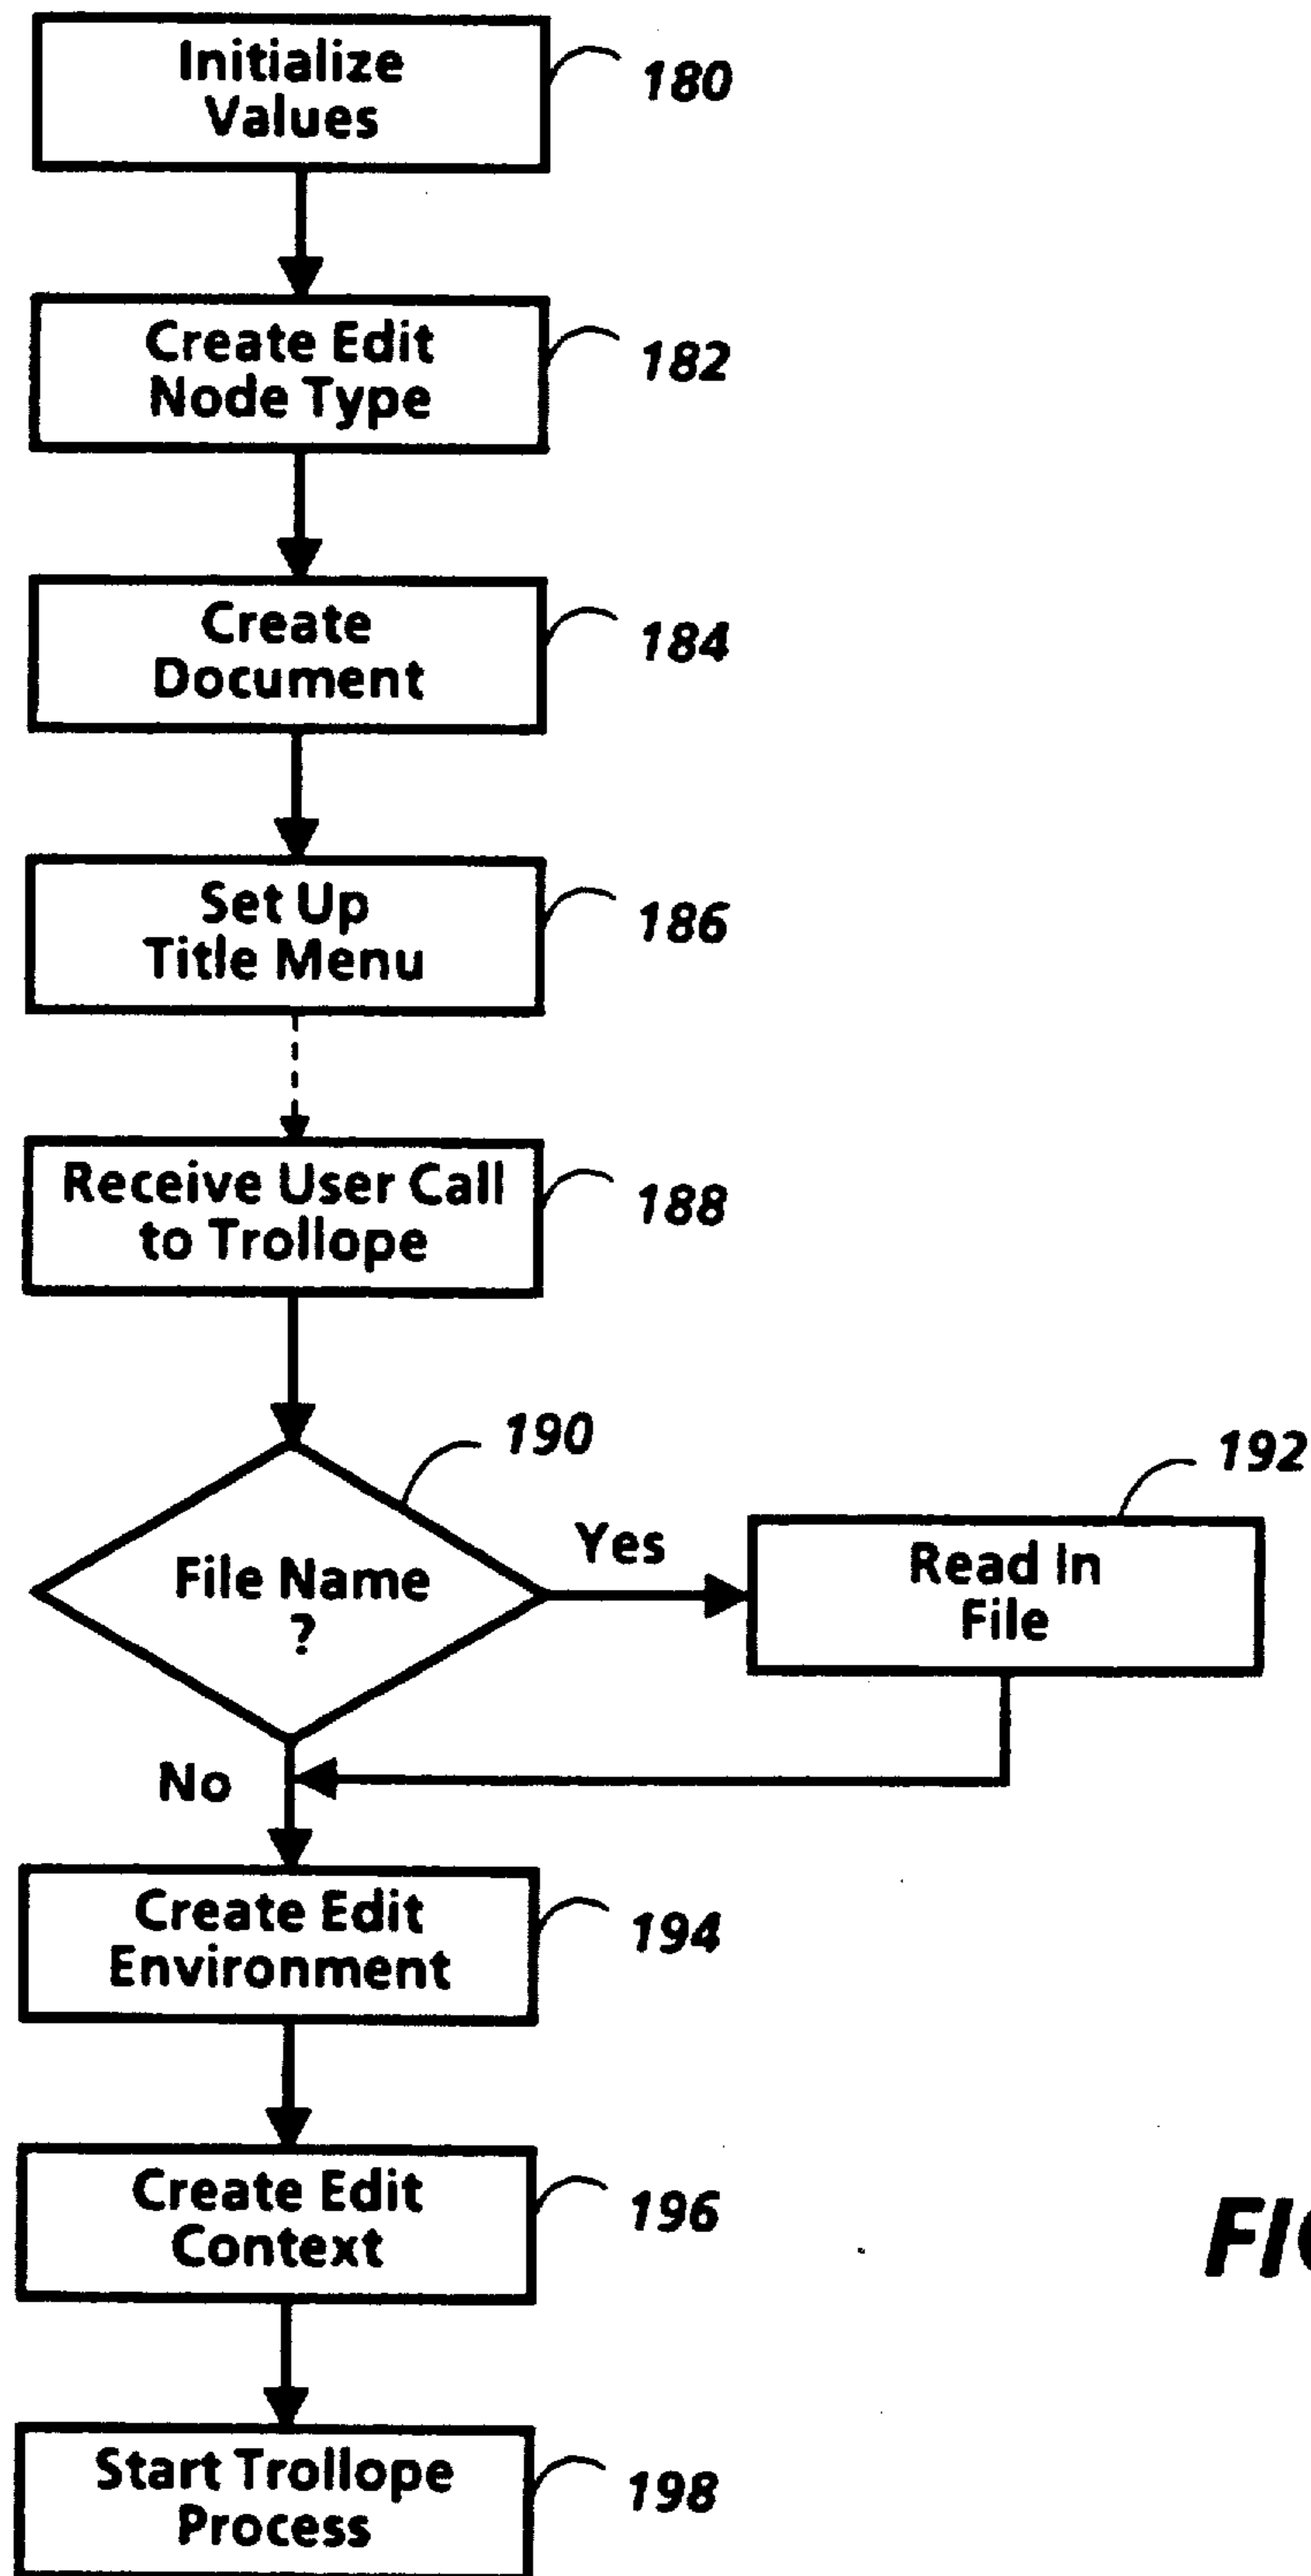 Initialize
Values
180
Create Edit
Node Type
182
Create
Document
184
Set Up
Title Menu
186
Receive User Call
to Trollope
188
190
File Name
?
Yes
192
Read In
File
No
Create Edit
Environment
194
Create Edit
Context
196
FIG
Start Trollope
Process
198